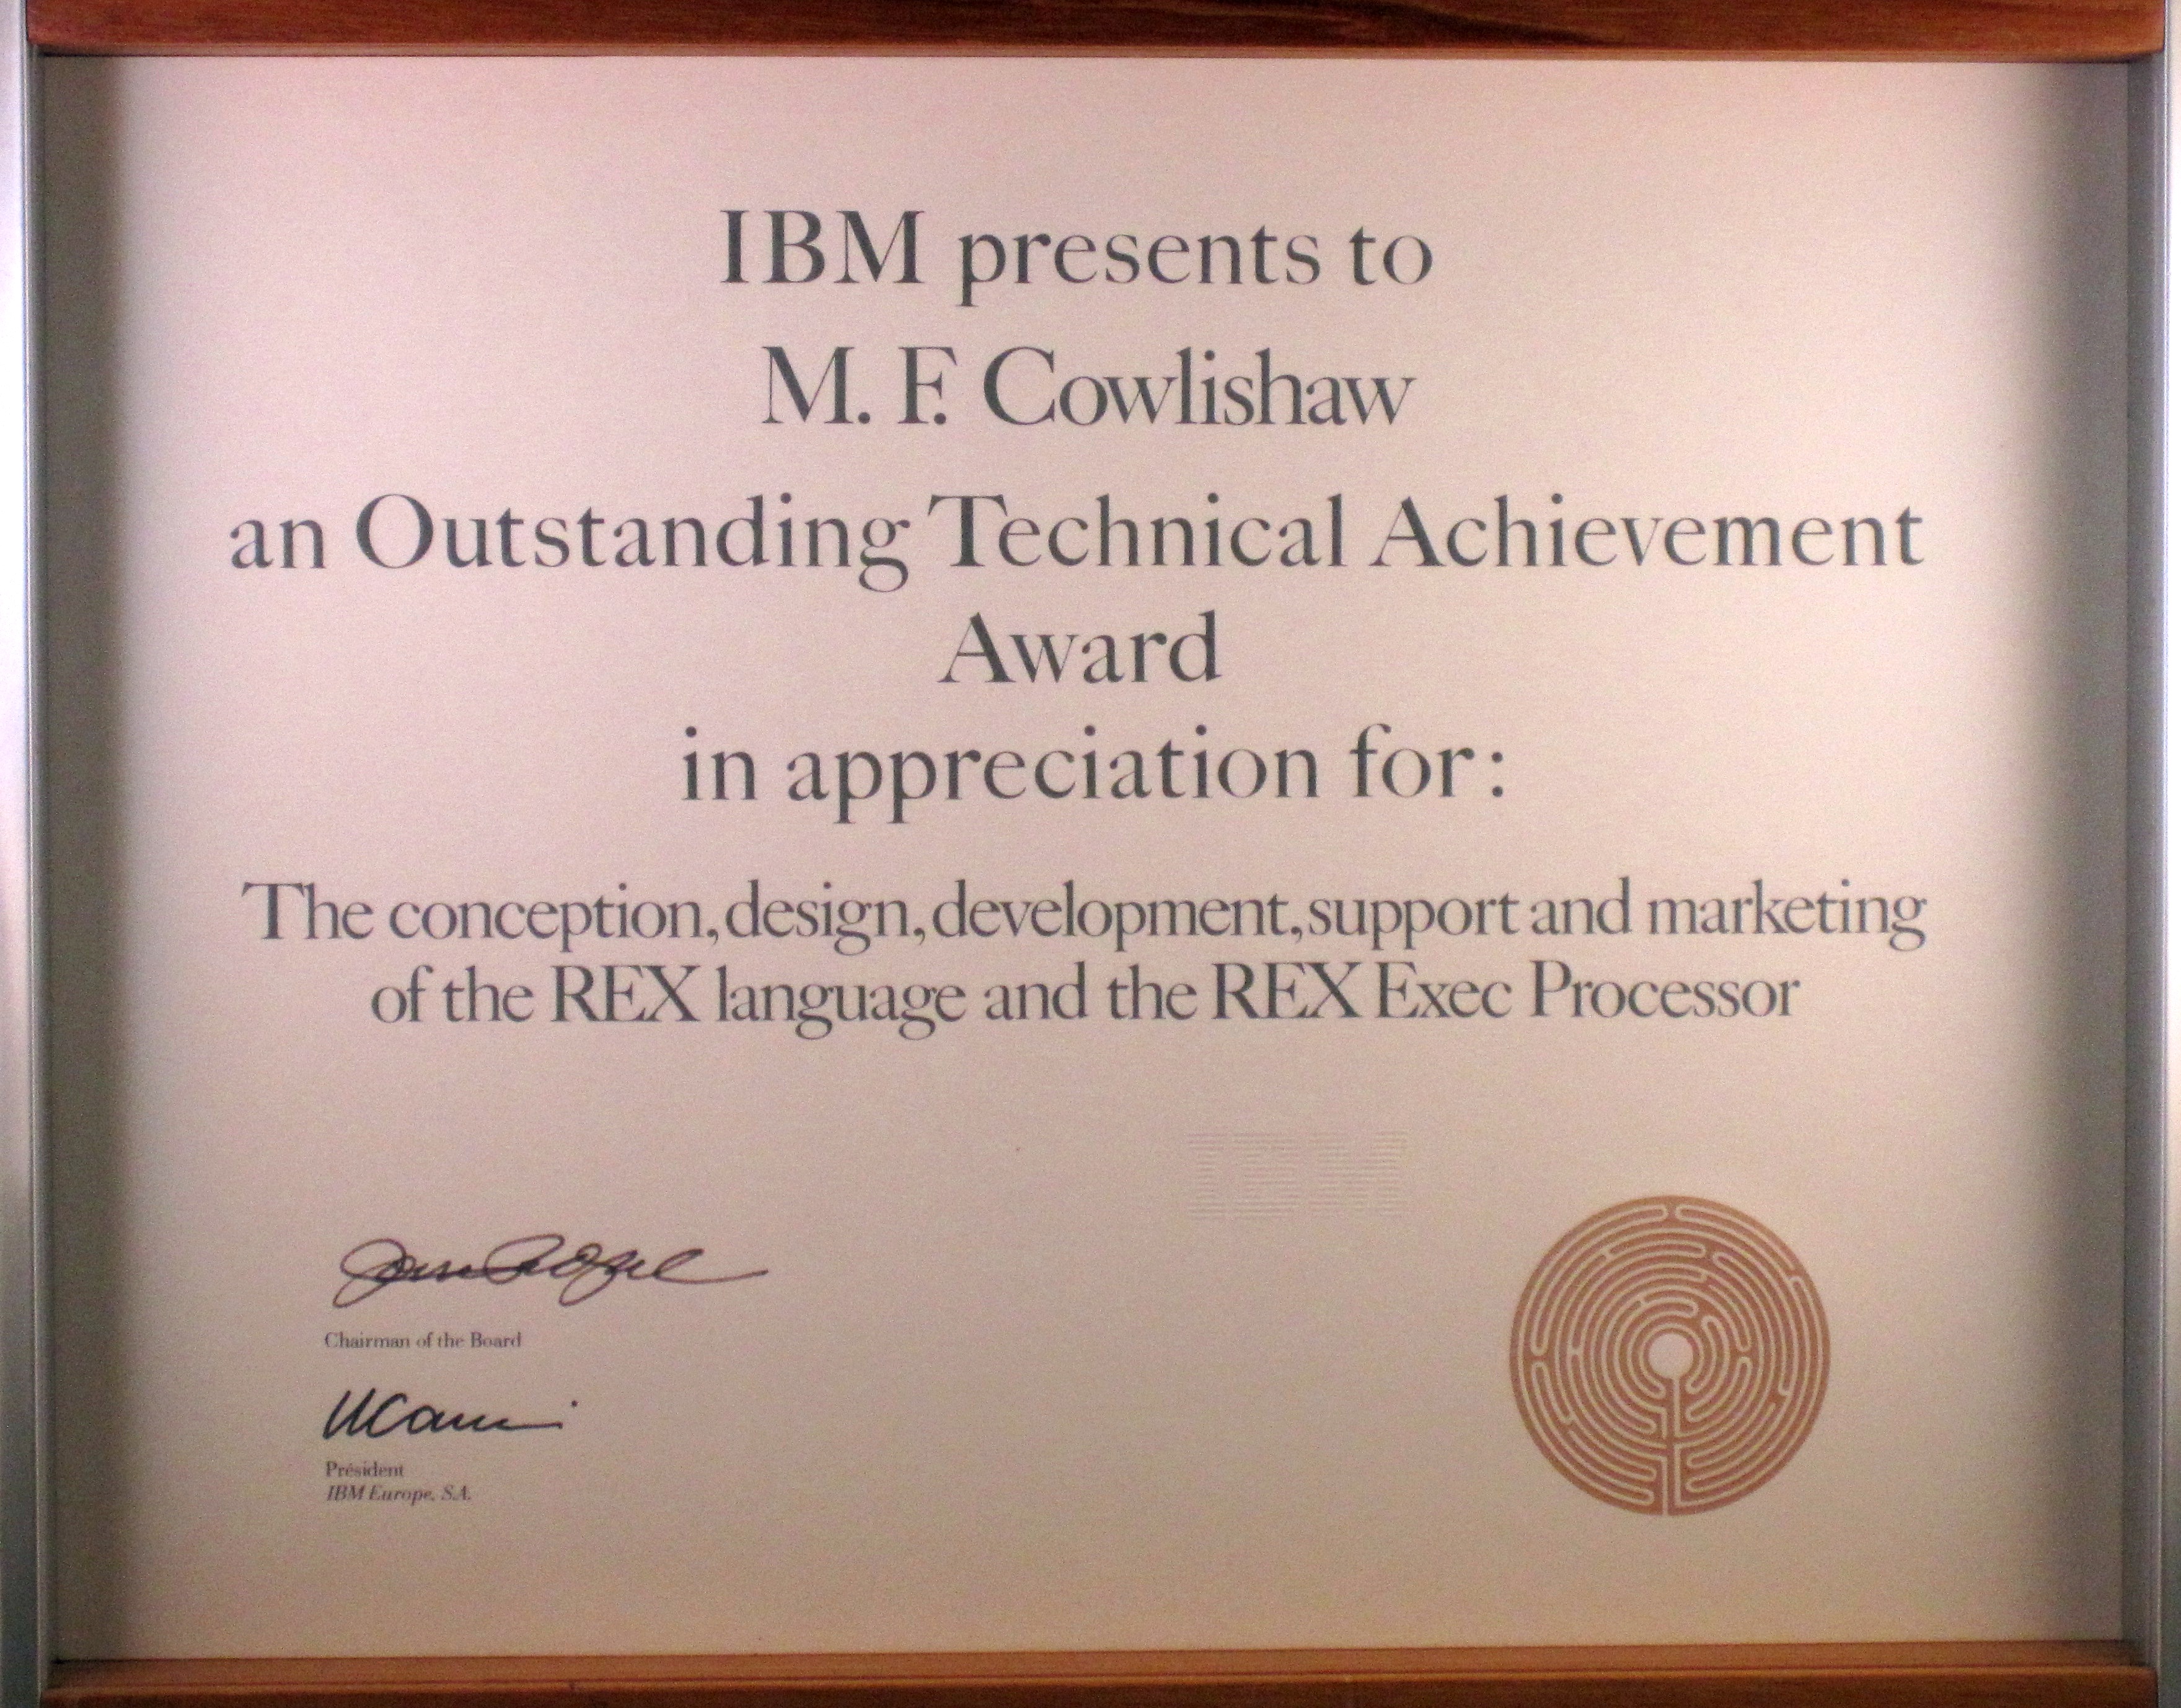 IBM presents to
M. F. Cowlishaw
an Outstanding Technical Achievement
Award
in appreciation for:
The conception, design, development, support and marketing
of the REX language and the REX Exec Processor
IBM
Chairman of the Board
Président
IBM Europe, S.A.